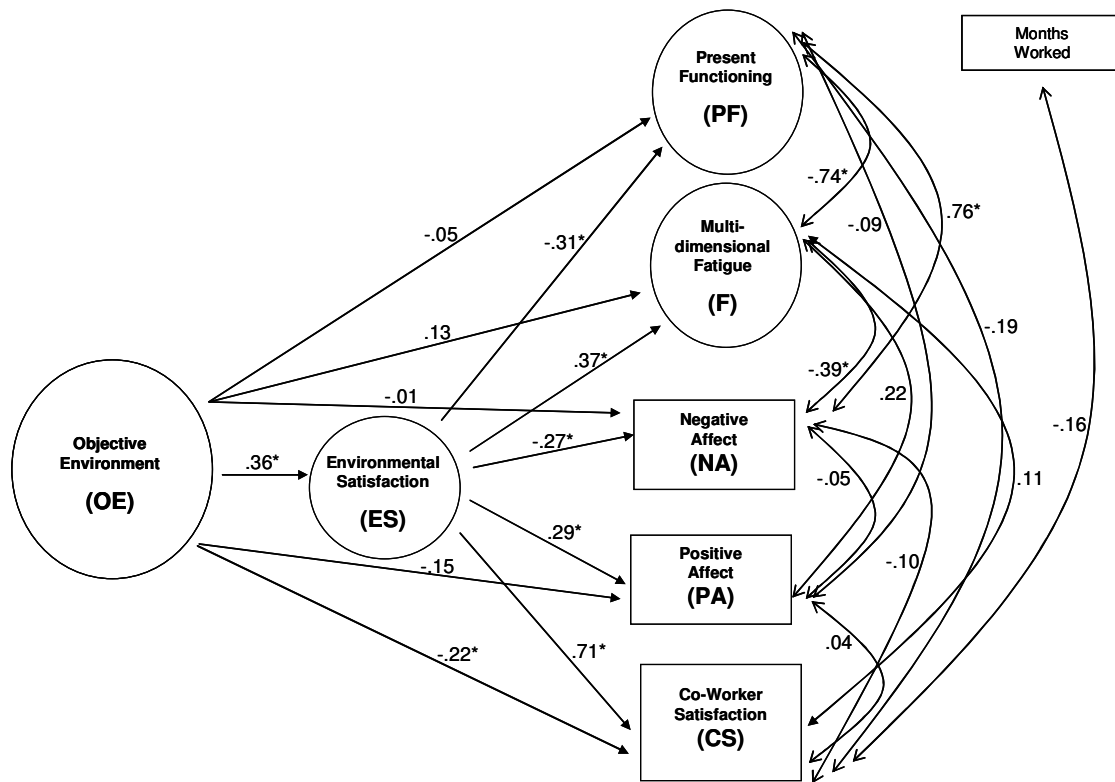 Present
Functioning
(PF)
Months
Worked
-.74*
.76*
-.09
-.05
-.31*
Multi-
dimensional
Fatigue
(F)
.13
.37*
-.19
-.39*
.22
-.01
Negative
Affect
(NA)
-.27*
-.16
Objective
Environment
(OE)
.36*
Environmental
Satisfaction
(ES)
-.05
.11
.29*
-.15
Positive
Affect
(PA)
-.10
.04
-.22*
.71*
Co-Worker
Satisfaction
(CS)